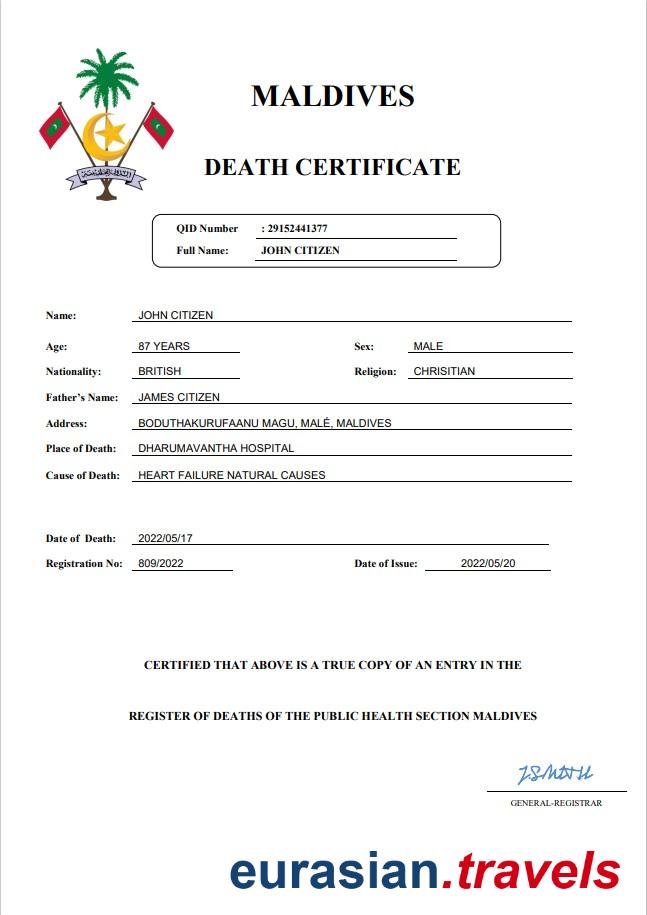 MALDIVES
DEATH CERTIFICATE
QID Number : 29152441377
Full Name: JOHN CITIZEN
Name: JOHN CITIZEN
Age: 87 YEARS Sex: MALE
Nationality: BRITISH Religion: CHRISITIAN
Father's Name: JAMES CITIZEN
Address: BODUTHAKURUFAANU MAGU, MALÉ, MALDIVES
Place of Death: DHARUMAVANTHA HOSPITAL
Cause of Death: HEART FAILURE NATURAL CAUSES
Date of Death: 2022/05/17
Registration No: 809/2022 Date of Issue: 2022/05/20
CERTIFIED THAT ABOVE IS A TRUE COPY OF AN ENTRY IN THE
REGISTER OF DEATHS OF THE PUBLIC HEALTH SECTION MALDIVES
GENERAL-REGISTRAR
eurasian.travels